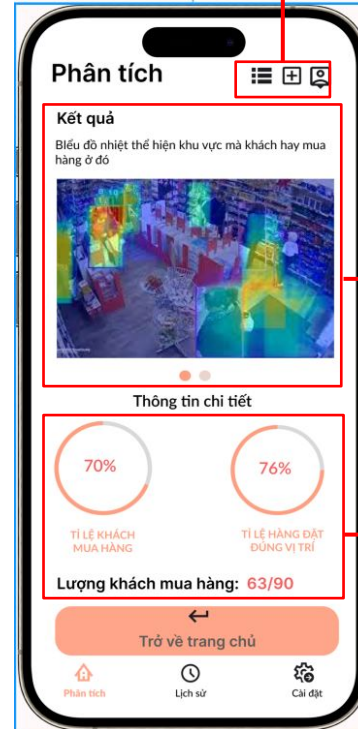 Phân tích
Kết quả
BIểu đồ nhiệt thể hiện khu vực mà khách hay mua
hàng ở đó
Thông tin chi tiết
70%
76%
TỈ LỆ KHÁCH
MUA HÀNG
TỈ LỆ HÀNG ĐẶT
ĐÚNG VỊ TRÍ
Lượng khách mua hàng: 63/90
Trở về trang chủ
Phân tích
Lịch sử
Cài đặt